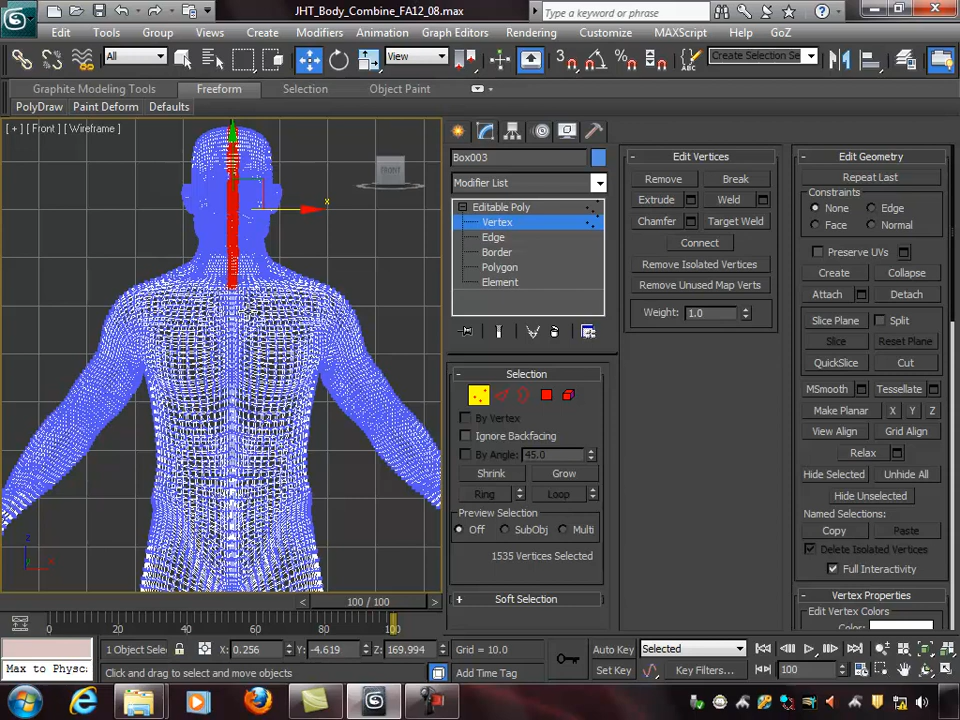 JHT_Body_Combine_FA12_08.max
Type a keyword or phrase
Edit Tools Group Views Create Modifiers Animation Graph Editors Rendering Customize MAXScript Help GoZ
All View 3 Create Selection Se
Graphite Modeling Tools Freeform Selection Object Paint
PolyDraw Paint Deform Defaults
[ + ] [ Front ] [ Wireframe ]
FRONT
x
Box003
Modifier List
Editable Poly
Vertex
Edge
Border
Polygon
Element
Selection
By Vertex
Ignore Backfacing
By Angle: 45.0
Shrink Grow
Ring Loop
Preview Selection
Off SubObj Multi
1535 Vertices Selected
Soft Selection
Edit Vertices
Remove Break
Extrude Weld
Chamfer Target Weld
Connect
Remove Isolated Vertices
Remove Unused Map Verts
Weight: 1.0
Edit Geometry
Repeat Last
Constraints
None Edge
Face Normal
Preserve UVs
Create Collapse
Attach Detach
Slice Plane Split
Slice Reset Plane
QuickSlice Cut
MSmooth Tessellate
Make Planar X Y Z
View Align Grid Align
Relax
Hide Selected Unhide All
Hide Unselected
Named Selections:
Copy Paste
Delete Isolated Vertices
Full Interactivity
Vertex Properties
Edit Vertex Colors
Color:
< 100 / 100 >
0 20 40 60 80 100
1 Object Selec X: 0.256 Y: -4.619 Z: 169.994 Grid = 10.0 Auto Key Selected
Max to Physc Click and drag to select and move objects Add Time Tag Set Key Key Filters... 100